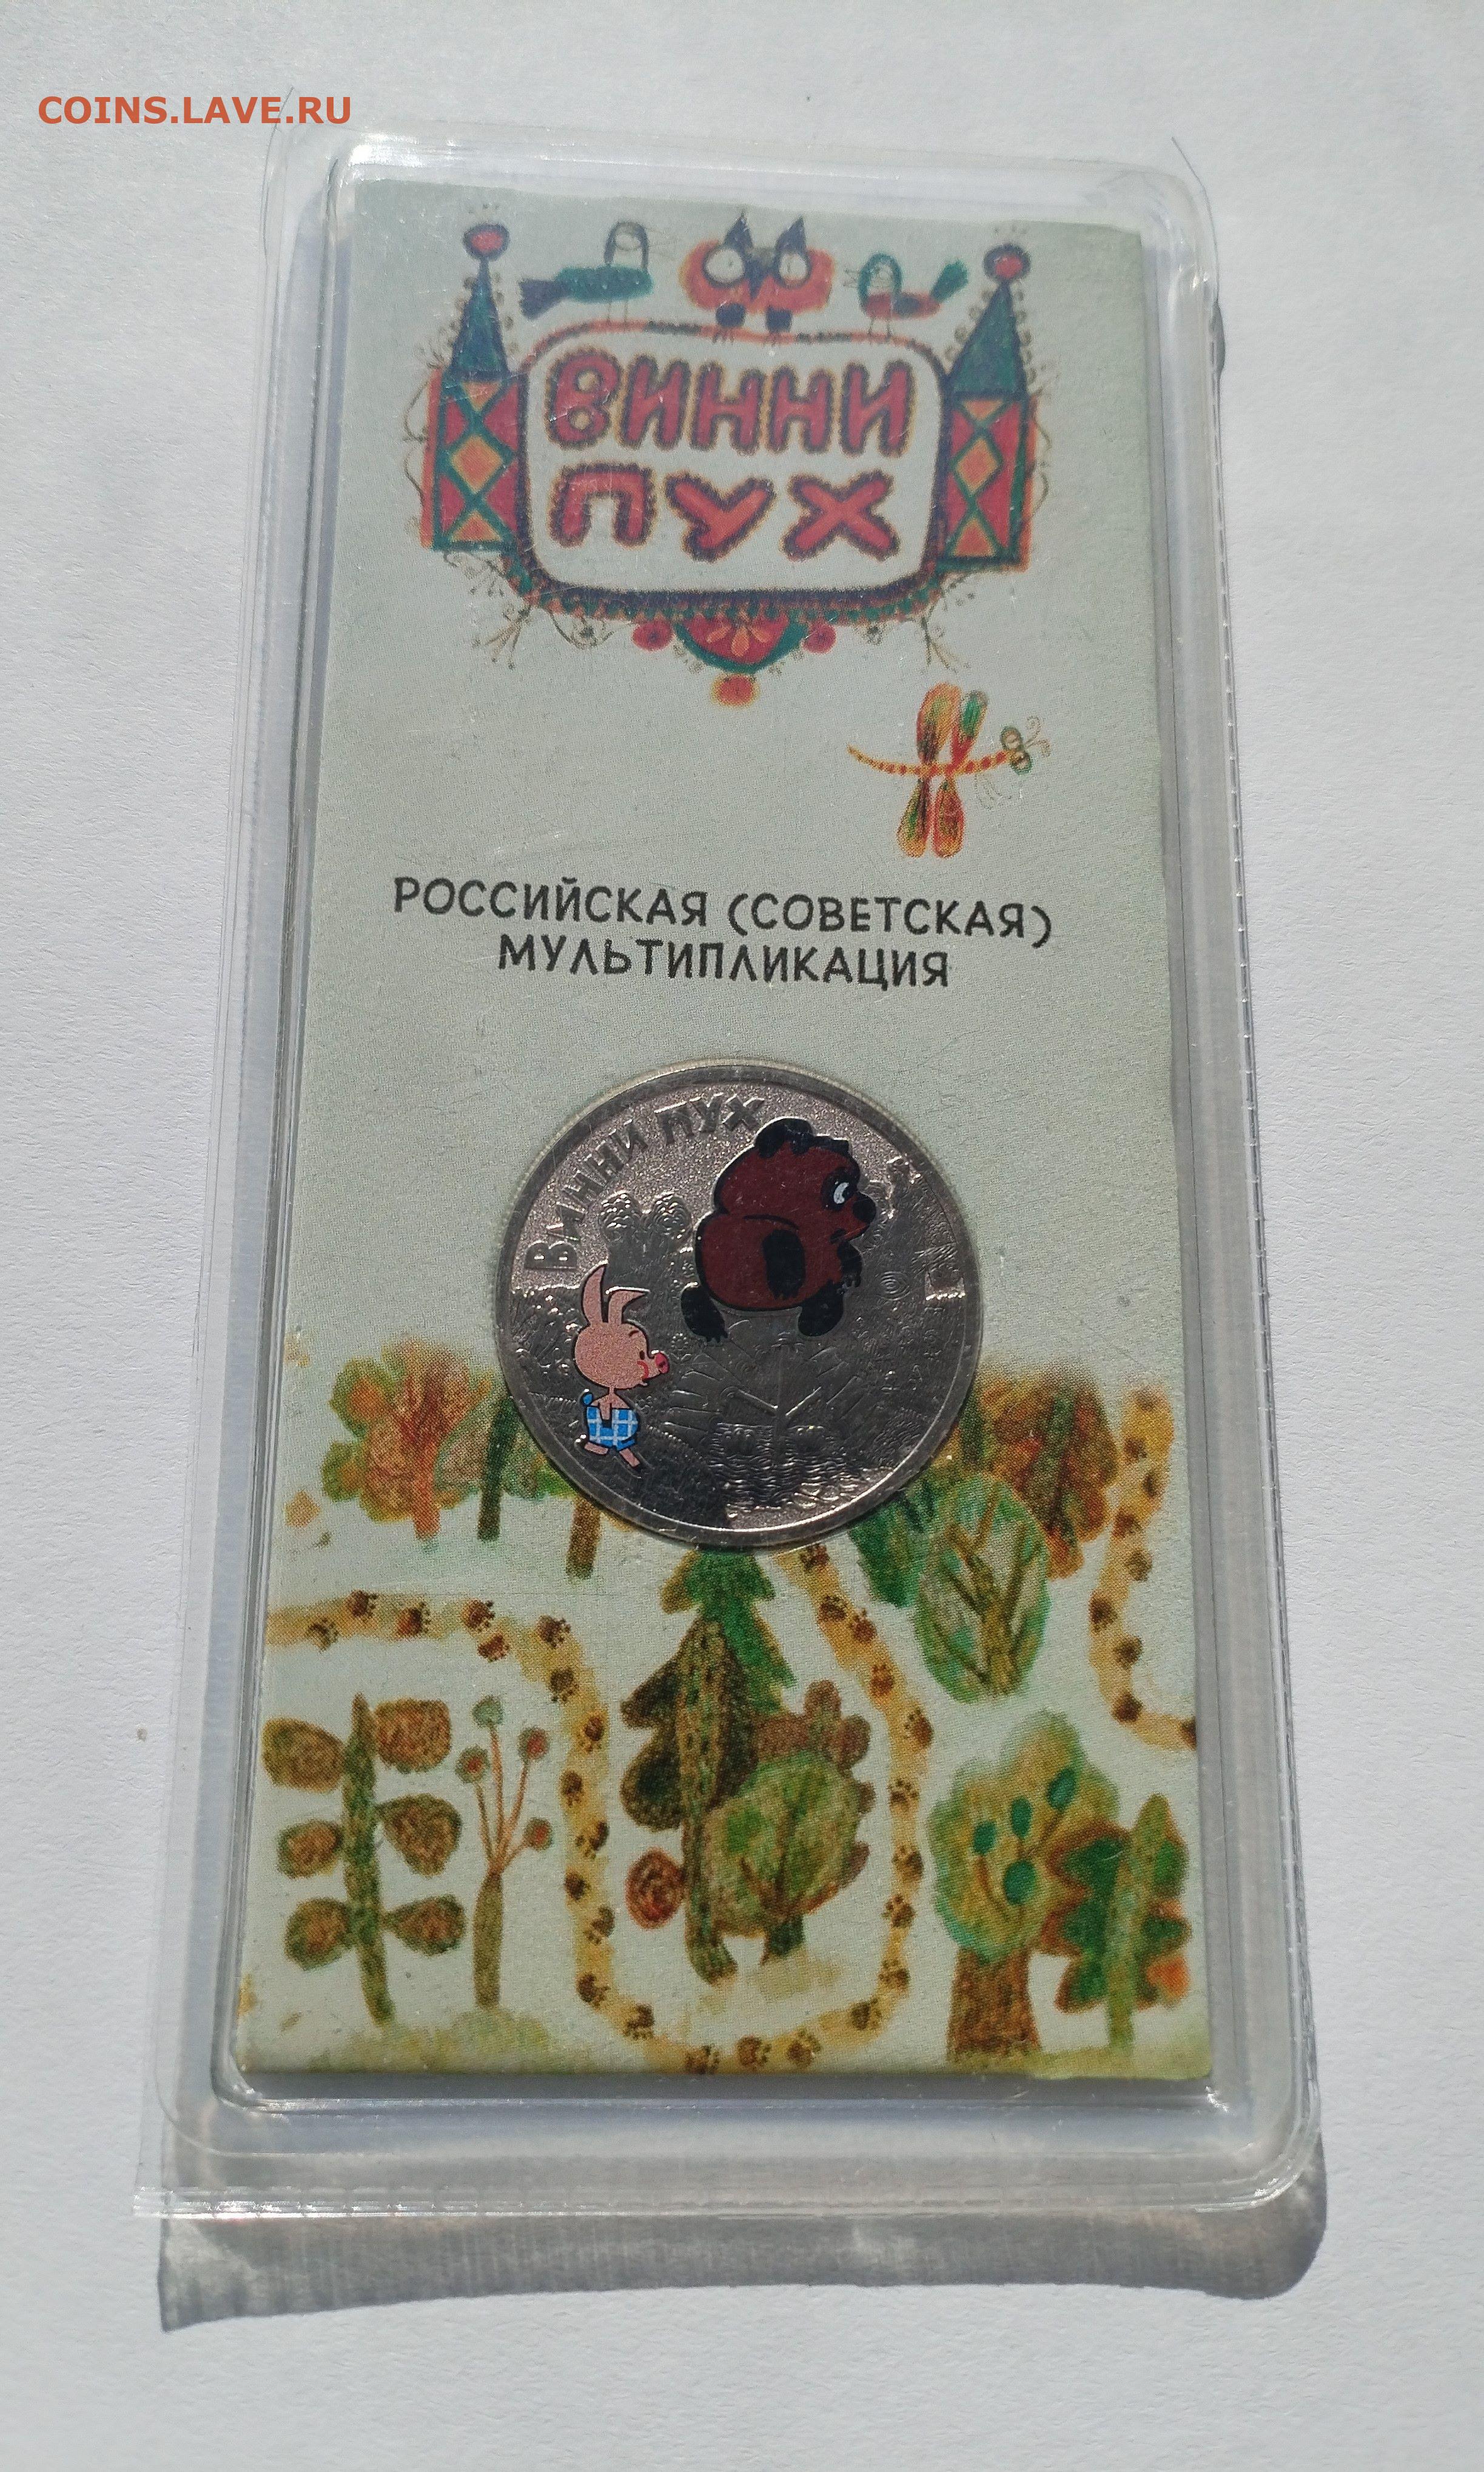 COINS.LAVE.RU
ВИННИ
ПУХ
РОССИЙСКАЯ (СОВЕТСКАЯ)
МУЛЬТИПЛИКАЦИЯ
ВИННИ ПУХ